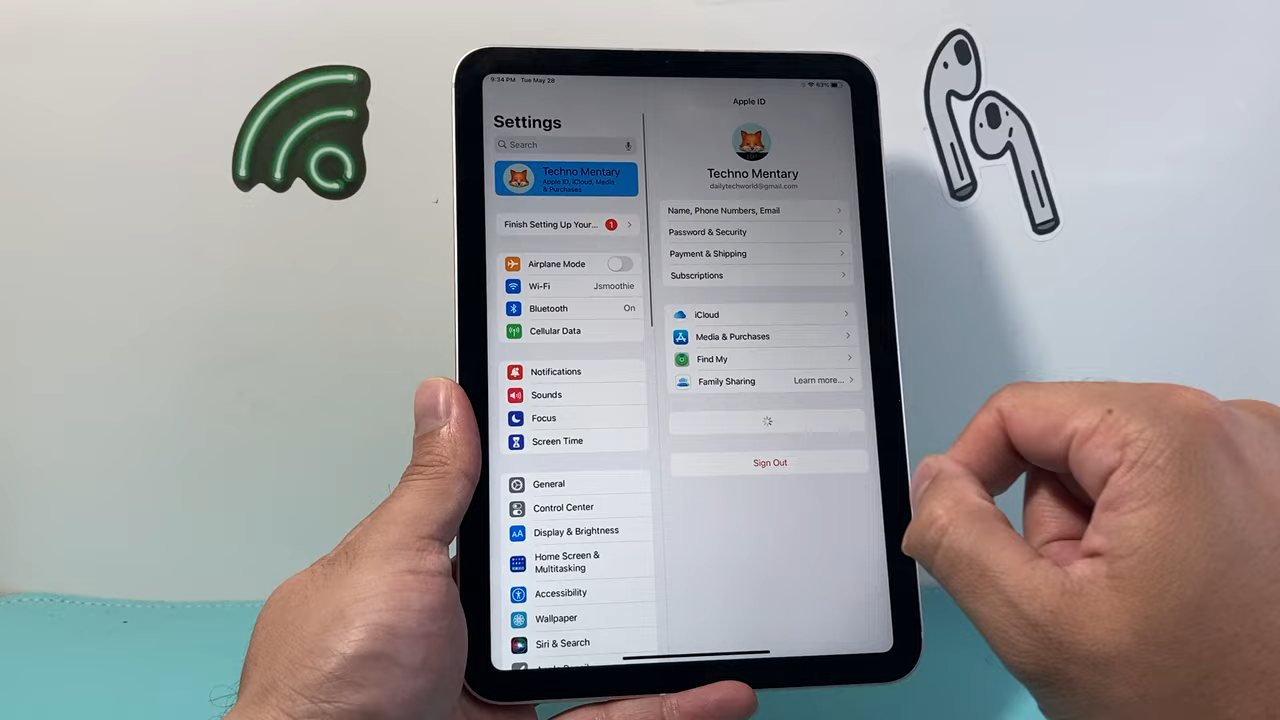 9:34 PM Tue May 28
63%
Settings
Search
Techno Mentary
Apple ID, iCloud, Media
& Purchases
Finish Setting Up Your... 1
Airplane Mode
Wi-Fi Jsmoothie
Bluetooth On
Cellular Data
Notifications
Sounds
Focus
Screen Time
General
Control Center
AA Display & Brightness
Home Screen &
Multitasking
Accessibility
Wallpaper
Siri & Search
Apple ID
Techno Mentary
dailytechworld@gmail.com
Name, Phone Numbers, Email
Password & Security
Payment & Shipping
Subscriptions
iCloud
Media & Purchases
Find My
Family Sharing Learn more...
Sign Out